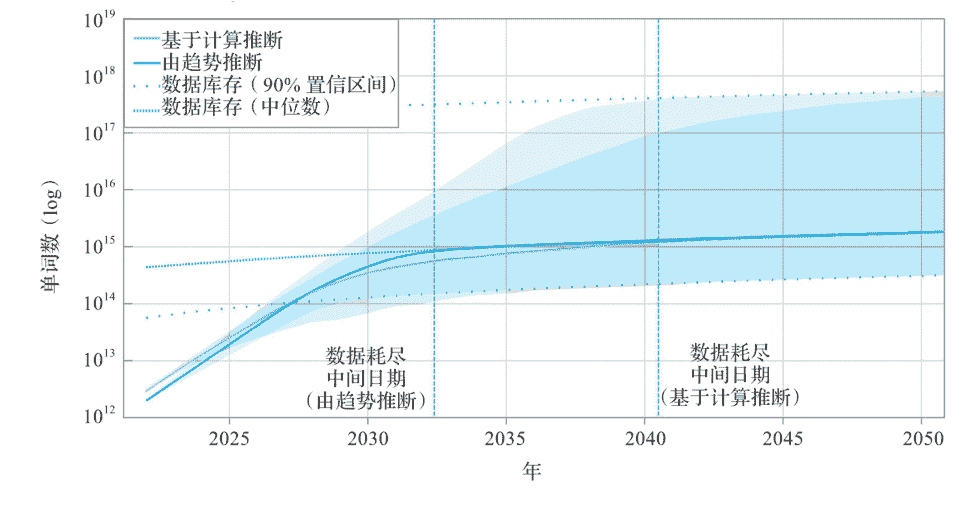 10^19
10^18
10^17
10^16
10^15
10^14
10^13
10^12
单词数（log）
基于计算推断
由趋势推断
数据库存（90% 置信区间）
数据库存（中位数）
数据耗尽
中间日期
（由趋势推断）
数据耗尽
中间日期
（基于计算推断）
2025 2030 2035 2040 2045 2050
年